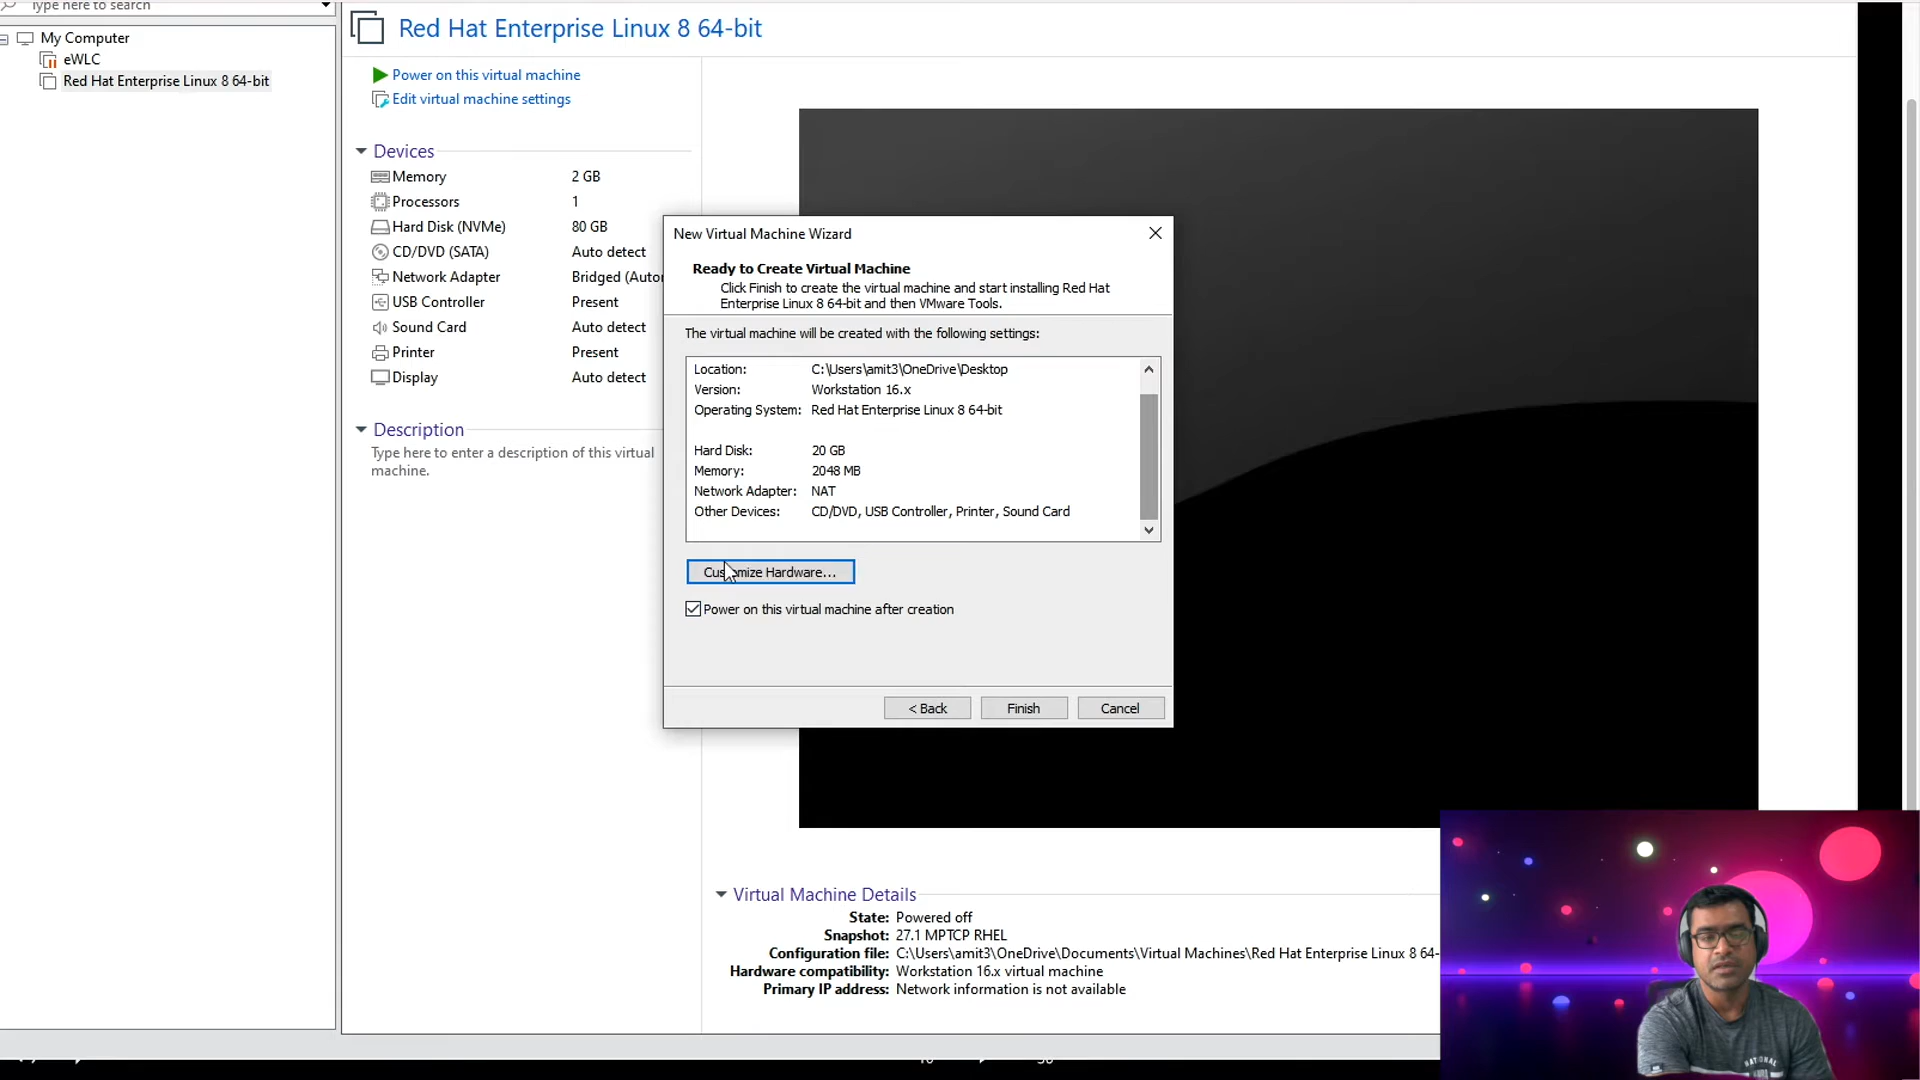 Type here to search
My Computer
eWLC
Red Hat Enterprise Linux 8 64-bit
Red Hat Enterprise Linux 8 64-bit
Power on this virtual machine
Edit virtual machine settings
Devices
Memory 2 GB
Processors 1
Hard Disk (NVMe) 80 GB
CD/DVD (SATA) Auto detect
Network Adapter Bridged (Auto
USB Controller Present
Sound Card Auto detect
Printer Present
Display Auto detect
Description
Type here to enter a description of this virtual
machine.
New Virtual Machine Wizard
Ready to Create Virtual Machine
Click Finish to create the virtual machine and start installing Red Hat
Enterprise Linux 8 64-bit and then VMware Tools.
The virtual machine will be created with the following settings:
Location: C:\Users\amit3\OneDrive\Desktop
Version: Workstation 16.x
Operating System: Red Hat Enterprise Linux 8 64-bit
Hard Disk: 20 GB
Memory: 2048 MB
Network Adapter: NAT
Other Devices: CD/DVD, USB Controller, Printer, Sound Card
Customize Hardware...
Power on this virtual machine after creation
< Back Finish Cancel
Virtual Machine Details
State: Powered off
Snapshot: 27.1 MPTCP RHEL
Configuration file: C:\Users\amit3\OneDrive\Documents\Virtual Machines\Red Hat Enterprise Linux 8 64-
Hardware compatibility: Workstation 16.x virtual machine
Primary IP address: Network information is not available
NATIONAL